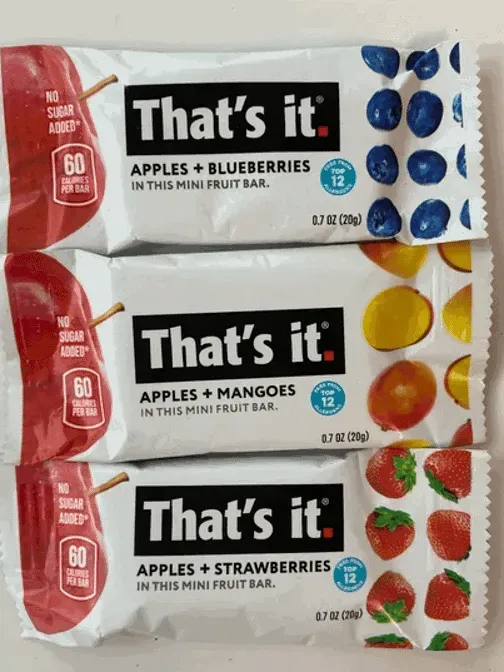 NO
SUGAR
ADDED*
60
CALORIES
PER BAR
That's it.®
APPLES + BLUEBERRIES
IN THIS MINI FRUIT BAR.
FREE FROM
TOP
12
ALLERGENS
0.7 OZ (20g)
NO
SUGAR
ADDED*
60
CALORIES
PER BAR
That's it.®
APPLES + MANGOES
IN THIS MINI FRUIT BAR.
FREE FROM
TOP
12
ALLERGENS
0.7 OZ (20g)
NO
SUGAR
ADDED*
60
CALORIES
PER BAR
That's it.®
APPLES + STRAWBERRIES
IN THIS MINI FRUIT BAR.
FREE FROM
TOP
12
ALLERGENS
0.7 OZ (20g)